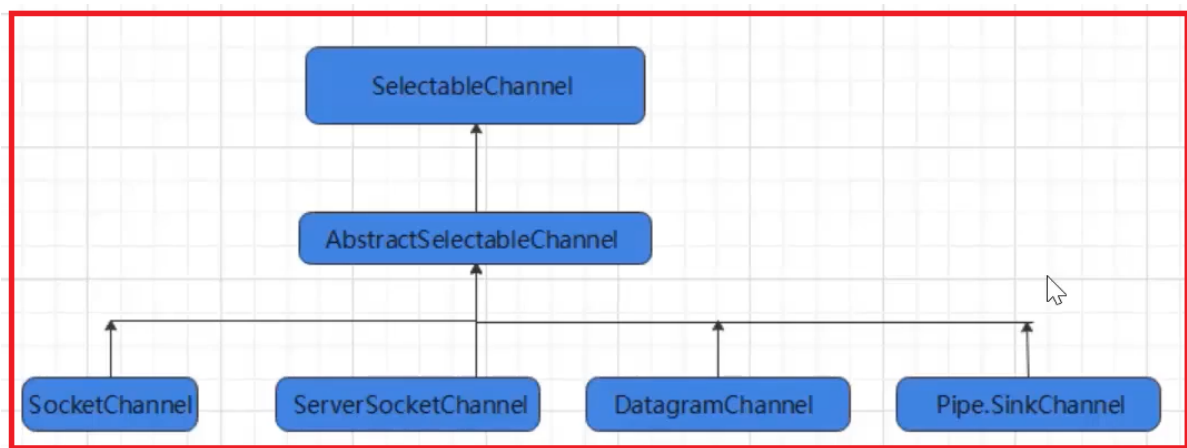 SelectableChannel
AbstractSelectableChannel
SocketChannel
ServerSocketChannel
DatagramChannel
Pipe.SinkChannel